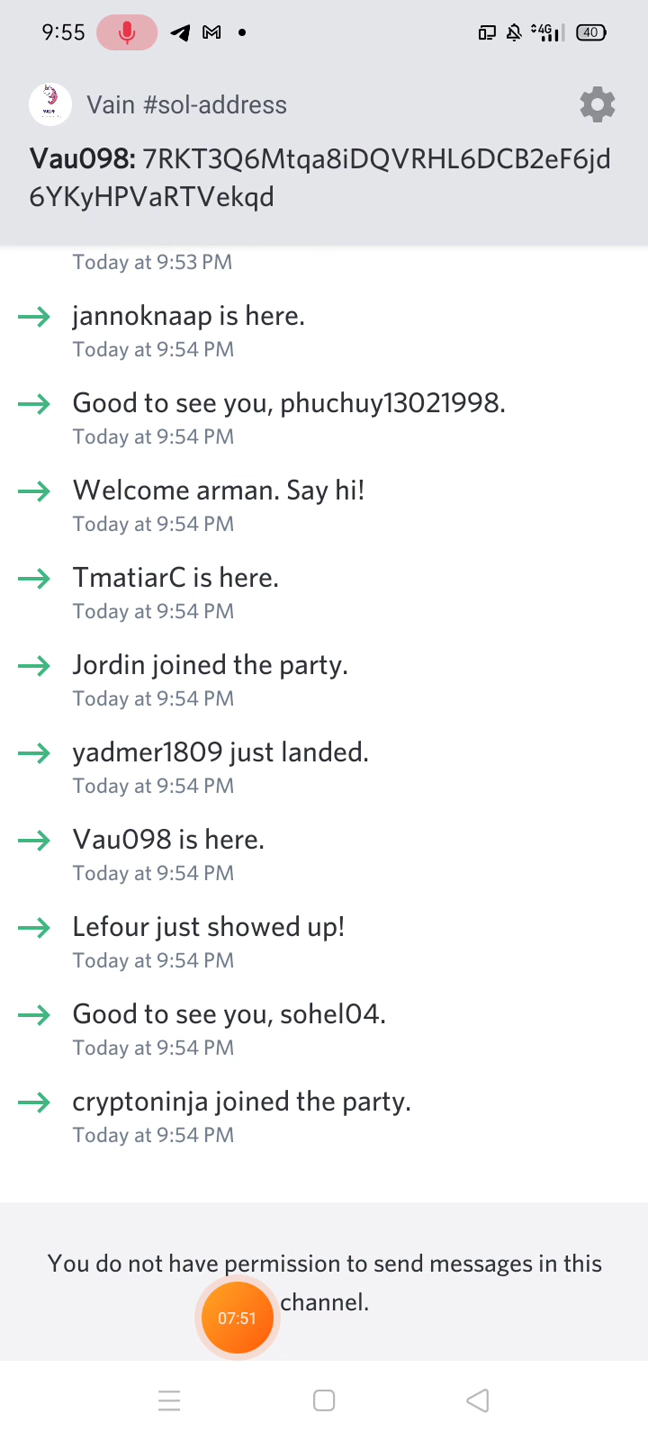 9:55
4G
40
Vain #sol-address
Vau098: 7RKT3Q6Mtqa8iDQVRHL6DCB2eF6jd
6YKyHPVaRTVekqd
Today at 9:53 PM
jannoknaap is here.
Today at 9:54 PM
Good to see you, phuchuy13021998.
Today at 9:54 PM
Welcome arman. Say hi!
Today at 9:54 PM
TmatiarC is here.
Today at 9:54 PM
Jordin joined the party.
Today at 9:54 PM
yadmer1809 just landed.
Today at 9:54 PM
Vau098 is here.
Today at 9:54 PM
Lefour just showed up!
Today at 9:54 PM
Good to see you, sohel04.
Today at 9:54 PM
cryptoninja joined the party.
Today at 9:54 PM
You do not have permission to send messages in this
channel.
07:51